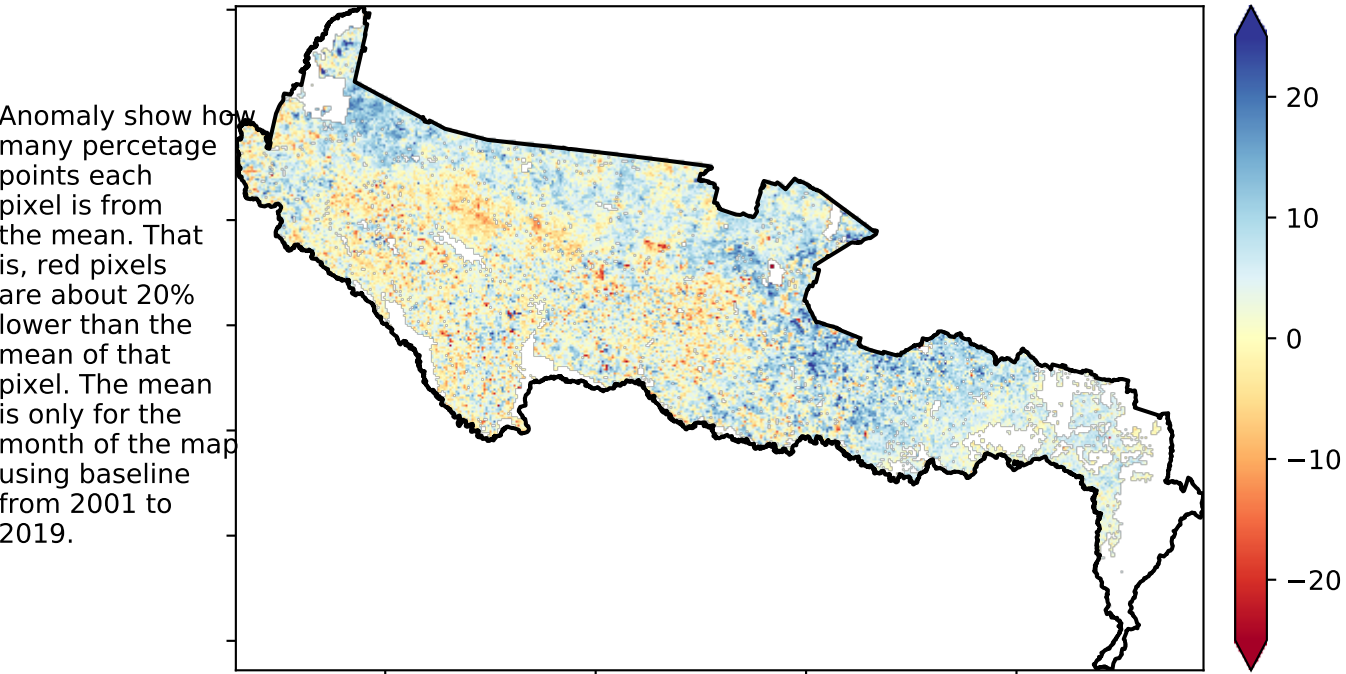 Anomaly show how
many percetage
points each
pixel is from
the mean. That
is, red pixels
are about 20%
lower than the
mean of that
pixel. The mean
is only for the
month of the map
using baseline
from 2001 to
2019.
20
10
0
−10
−20